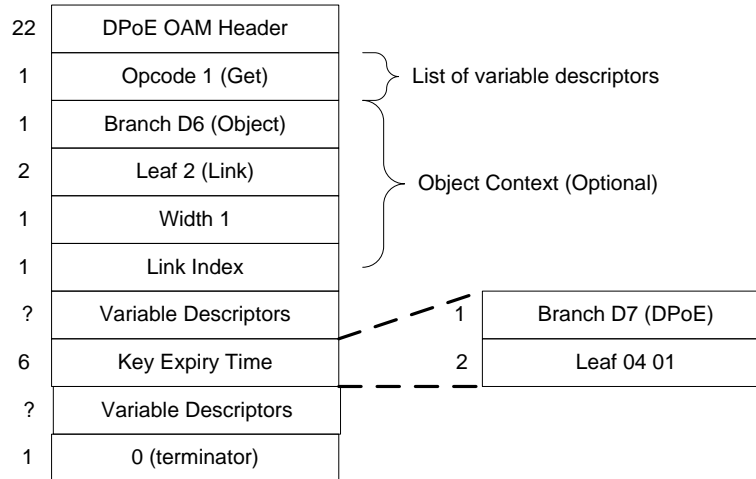 22 DPoE OAM Header
1 Opcode 1 (Get) List of variable descriptors
1 Branch D6 (Object)
2 Leaf 2 (Link) Object Context (Optional)
1 Width 1
1 Link Index
? Variable Descriptors 1 Branch D7 (DPoE)
6 Key Expiry Time 2 Leaf 04 01
? Variable Descriptors
1 0 (terminator)